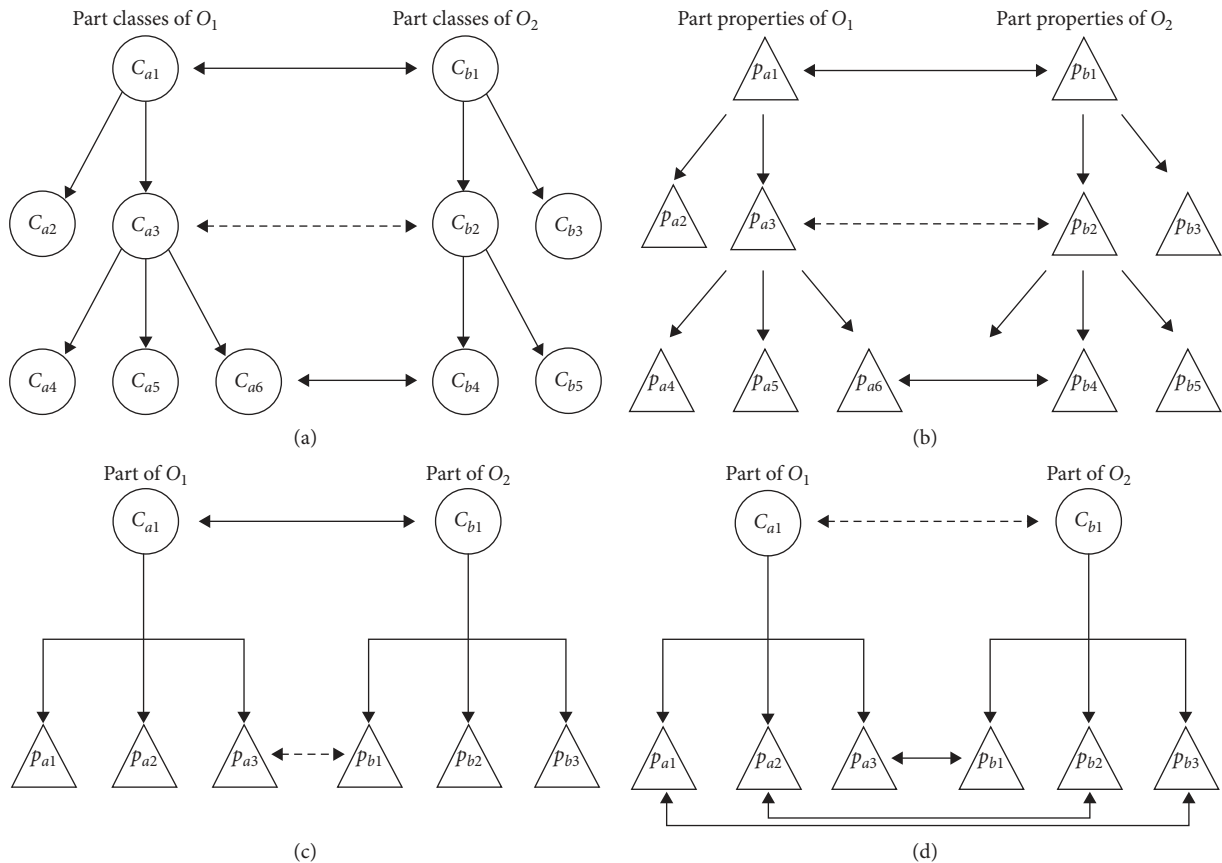 Part classes of O1 Part classes of O2
Ca1 Cb1
Ca2 Ca3 Cb2 Cb3
Ca4 Ca5 Ca6 Cb4 Cb5
(a)
Part properties of O1 Part properties of O2
pa1 pb1
pa2 pa3 pb2 pb3
pa4 pa5 pa6 pb4 pb5
(b)
Part of O1 Part of O2
Ca1 Cb1
pa1 pa2 pa3 pb1 pb2 pb3
(c)
Part of O1 Part of O2
Ca1 Cb1
pa1 pa2 pa3 pb1 pb2 pb3
(d)